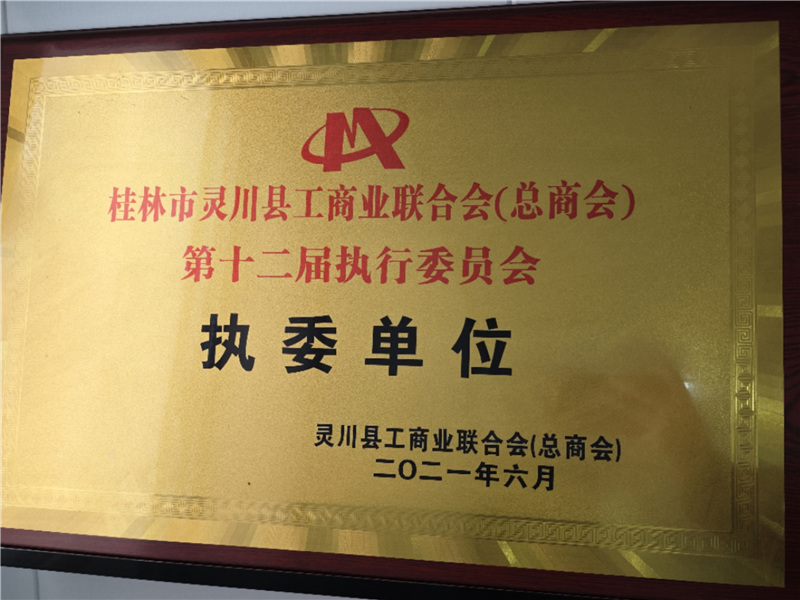 桂林市灵川县工商业联合会(总商会)
第十二届执行委员会
执委单位
灵川县工商业联合会(总商会)
二〇二一年六月